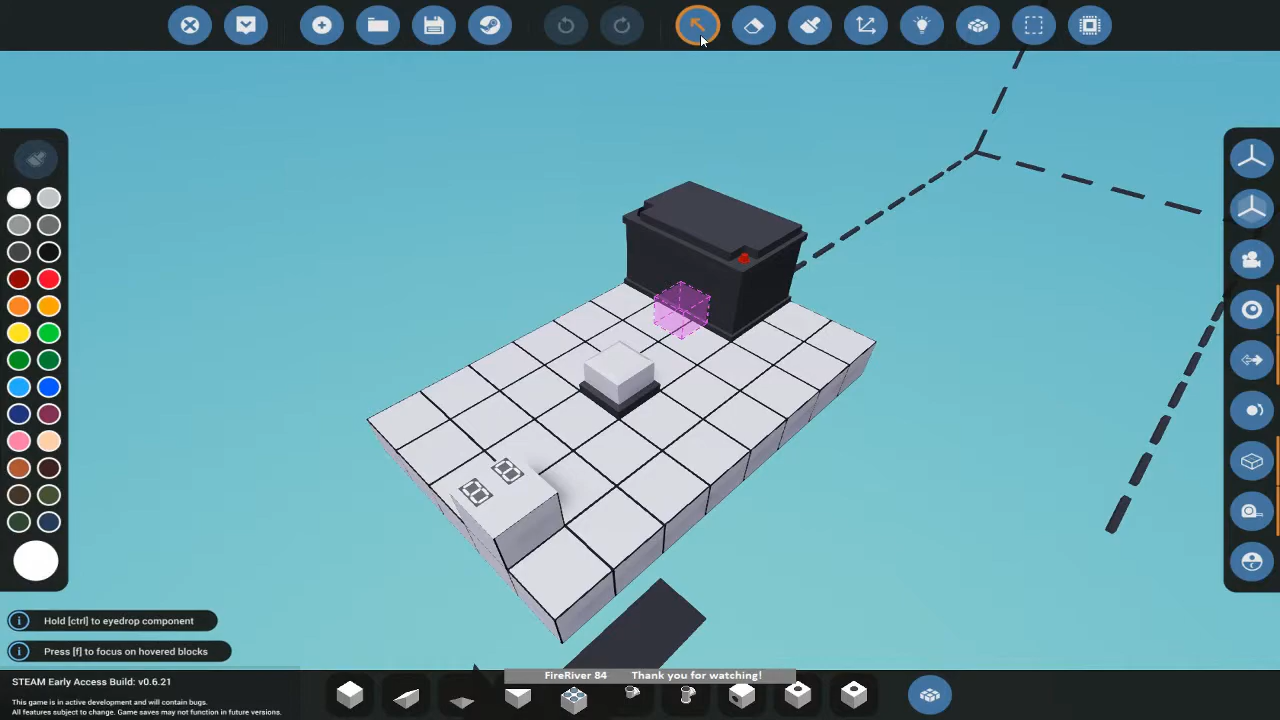 Hold [ctrl] to eyedrop component
Press [f] to focus on hovered blocks
FireRiver 84 Thank you for watching!
STEAM Early Access Build: v0.6.21
This game is in active development and will contain bugs.
All features subject to change. Game saves may not function in future versions.